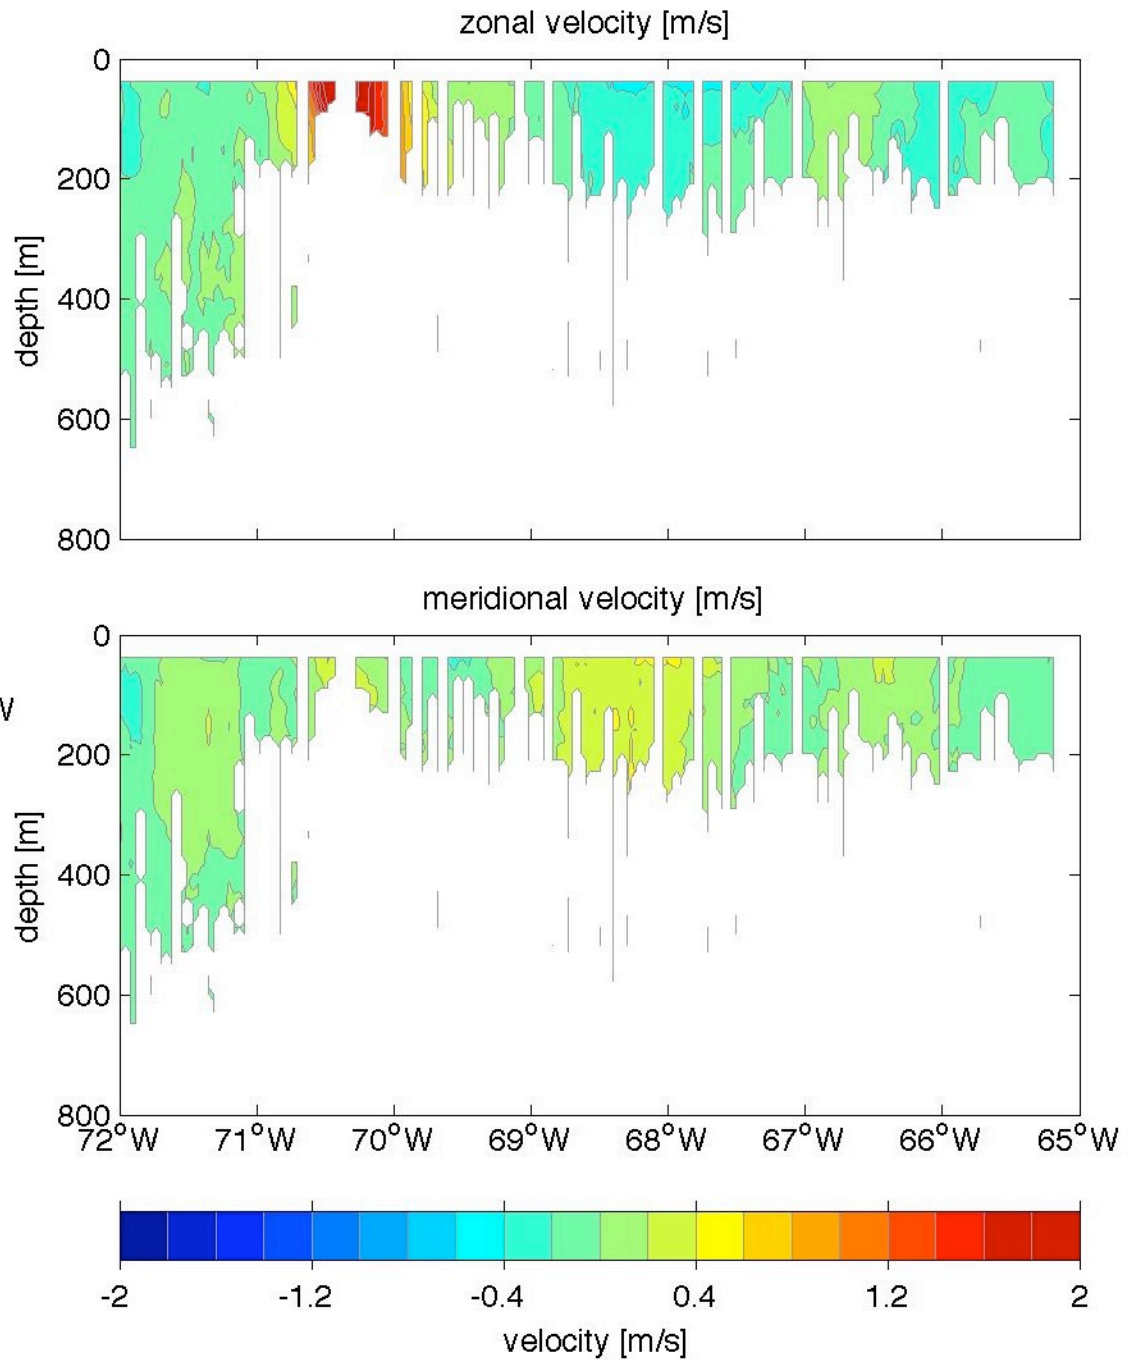 zonal velocity [m/s]
0
200
400
600
800
depth [m]
meridional velocity [m/s]
0
200
400
600
800
depth [m]
W
72°W 71°W 70°W 69°W 68°W 67°W 66°W 65°W
-2 -1.2 -0.4 0.4 1.2 2
velocity [m/s]